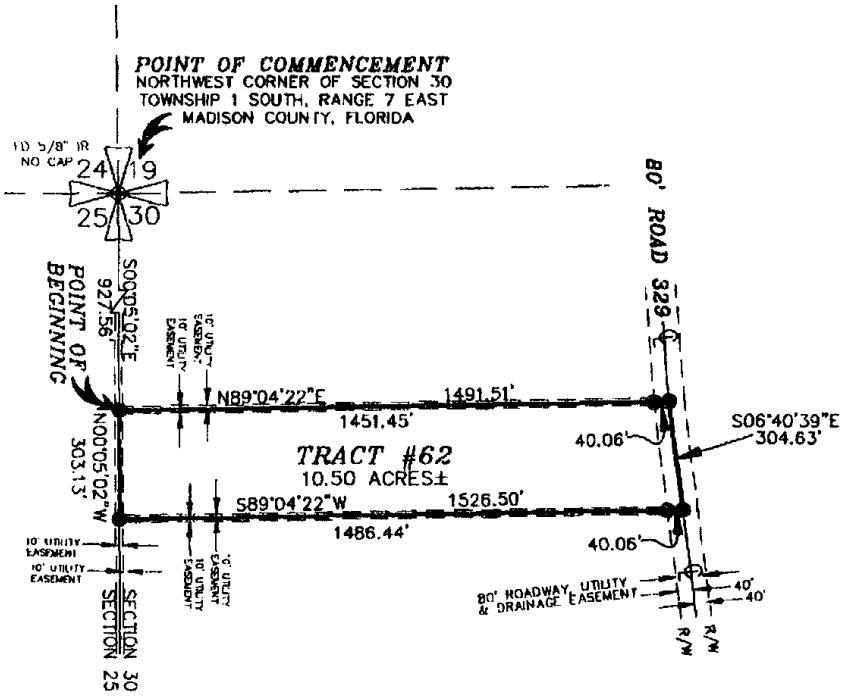 POINT OF COMMENCEMENT
NORTHWEST CORNER OF SECTION 30
TOWNSHIP 1 SOUTH, RANGE 7 EAST
MADISON COUNTY, FLORIDA
5/8" IR
NO CAP
24 19
25 30
80' ROAD 329
S00°05'02"E
927.56'
POINT OF
BEGINNING
10' UTILITY
EASEMENT
10' UTILITY
EASEMENT
N89°04'22"E 1491.51'
1451.45'
40.06'
S06°40'39"E
304.63'
N00°05'02"W
303.13'
TRACT #62
10.50 ACRES±
S89°04'22"W 1526.50'
1486.44'
40.06'
10' UTILITY
EASEMENT
10' UTILITY
EASEMENT
10' UTILITY
EASEMENT
10' UTILITY
EASEMENT
80' ROADWAY, UTILITY
& DRAINAGE EASEMENT
40'
40'
R/W
R/W
SECTION 30
SECTION 25